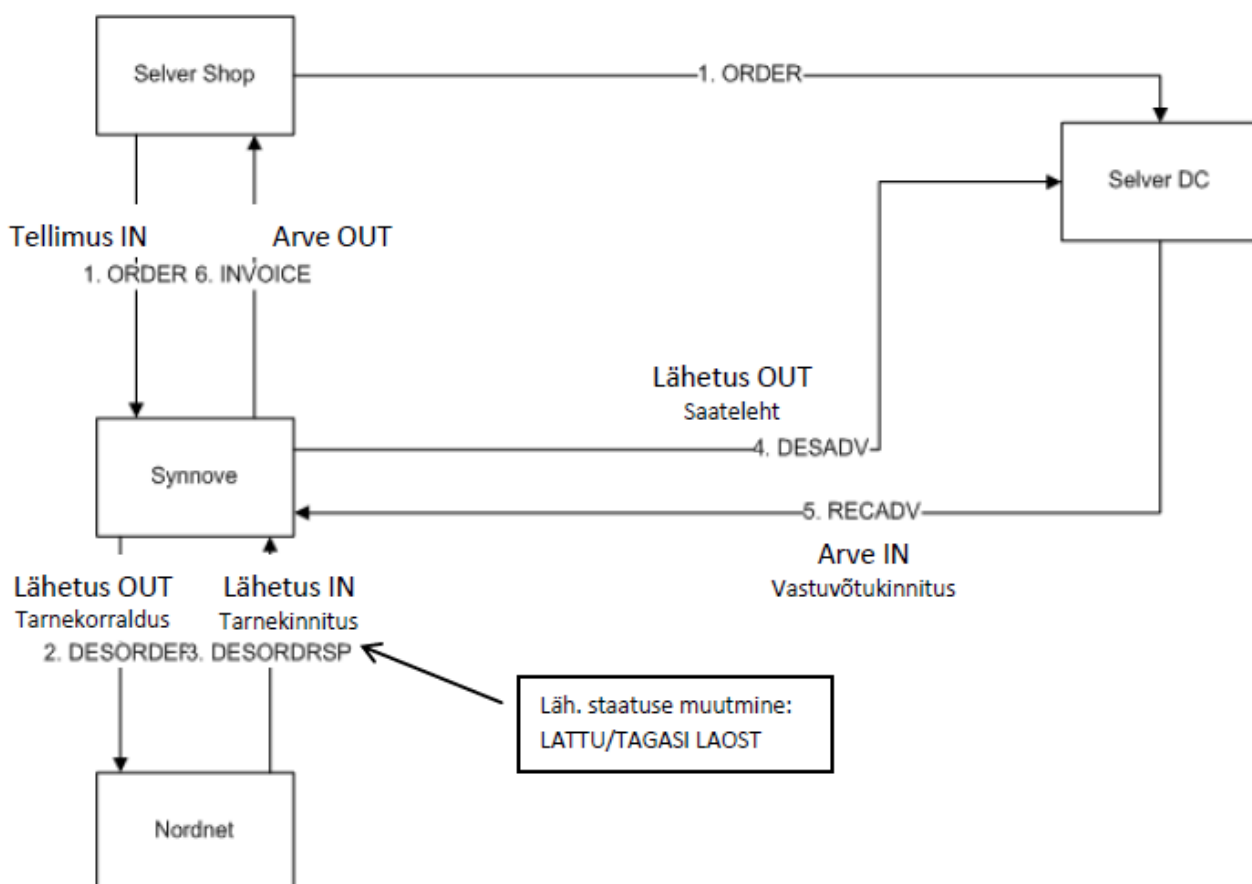 Selver Shop
1. ORDER
Selver DC
Tellimus IN
Arve OUT
1. ORDER 6. INVOICE
Lähetus OUT
Saateleht
4. DESADV
Synnove
5. RECADV
Arve IN
Vastuvõtukinnitus
Lähetus OUT
Tarnekorraldus
Lähetus IN
Tarnekinnitus
2. DESORDER
3. DESORDRSP
Läh. staatuse muutmine:
LATTU/TAGASI LAOST
Nordnet